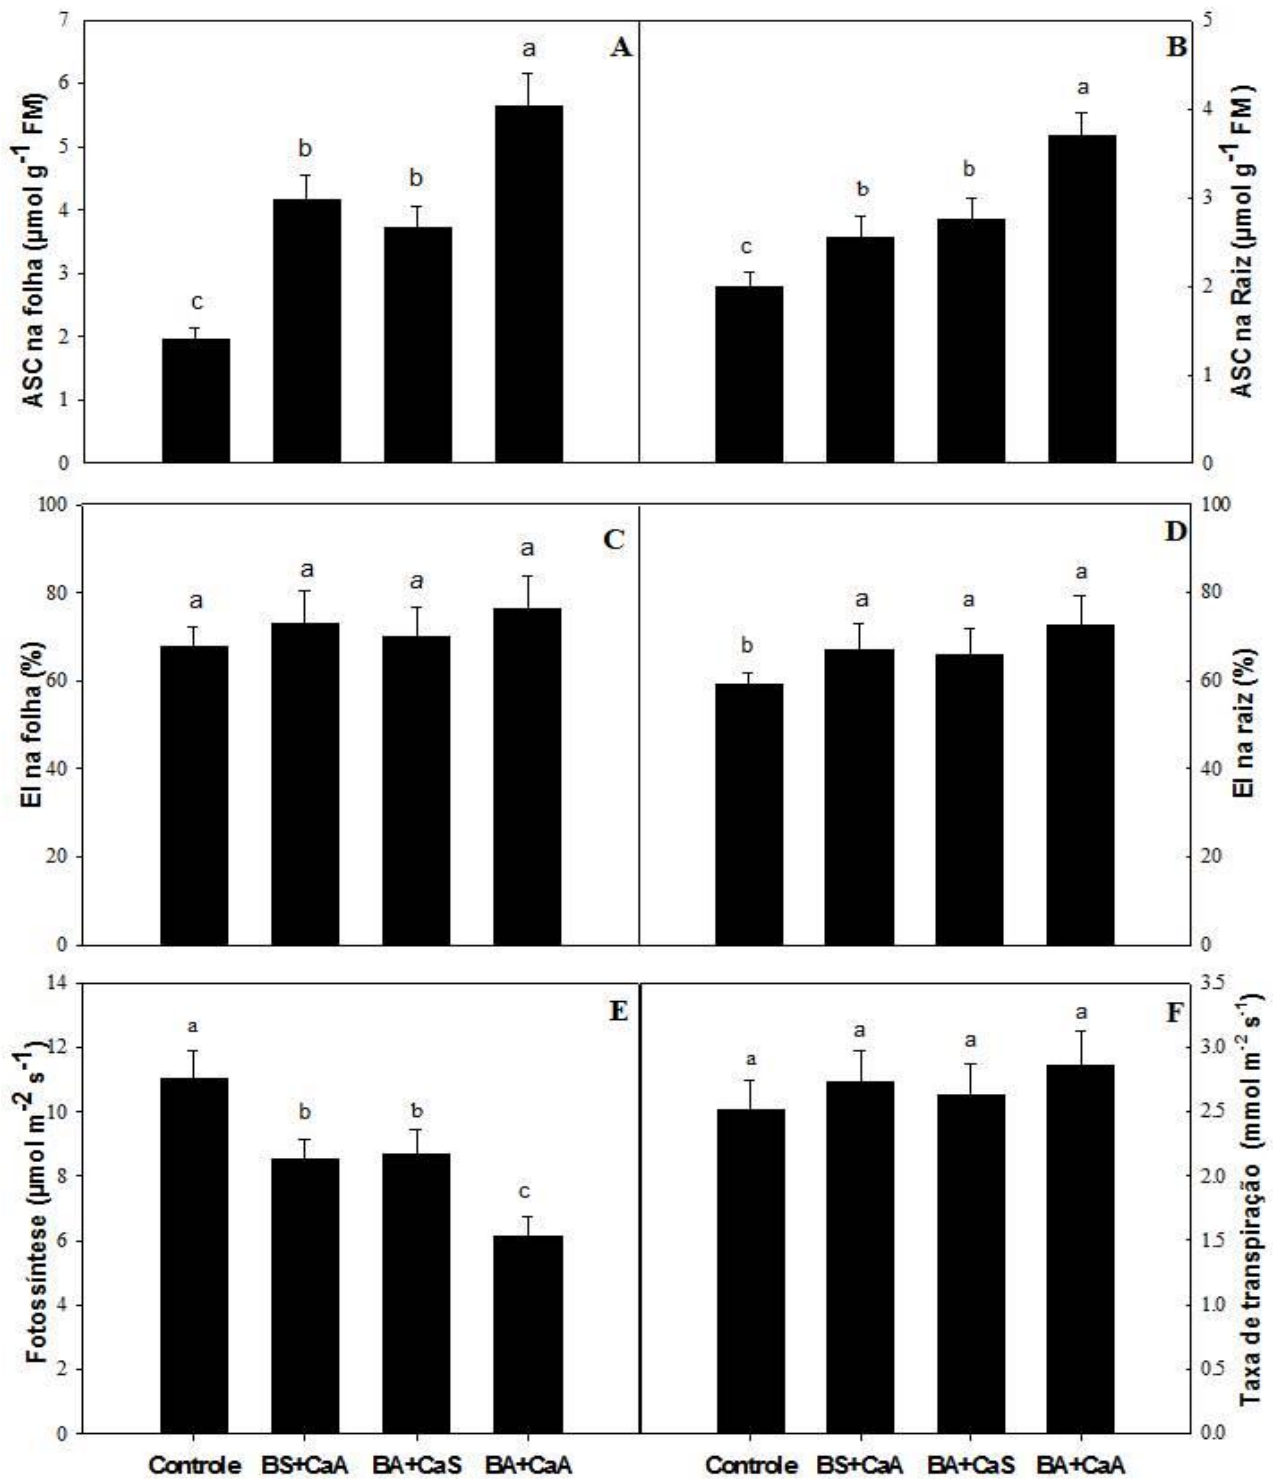 7
6
5
4
3
2
1
0
ASC na folha (µmol g-1 FM)
c
b
b
a
A
c
b
b
a
B
5
4
3
2
1
0
ASC na Raiz (µmol g-1 FM )
100
80
60
40
20
0
El na folha (%)
a
a
a
a
C
b
a
a
a
D
100
80
60
40
20
0
El na raiz (%)
14
12
10
8
6
4
2
0
Fotossíntese (µmol m-2 s-1)
a
b
b
c
E
a
a
a
a
F
3.5
3.0
2.5
2.0
1.5
1.0
0.5
0.0
Taxa de transpiração (mmol m-2 s-1)
Controle BS+CaA BA+CaS BA+CaA
Controle BS+CaA BA+CaS BA+CaA